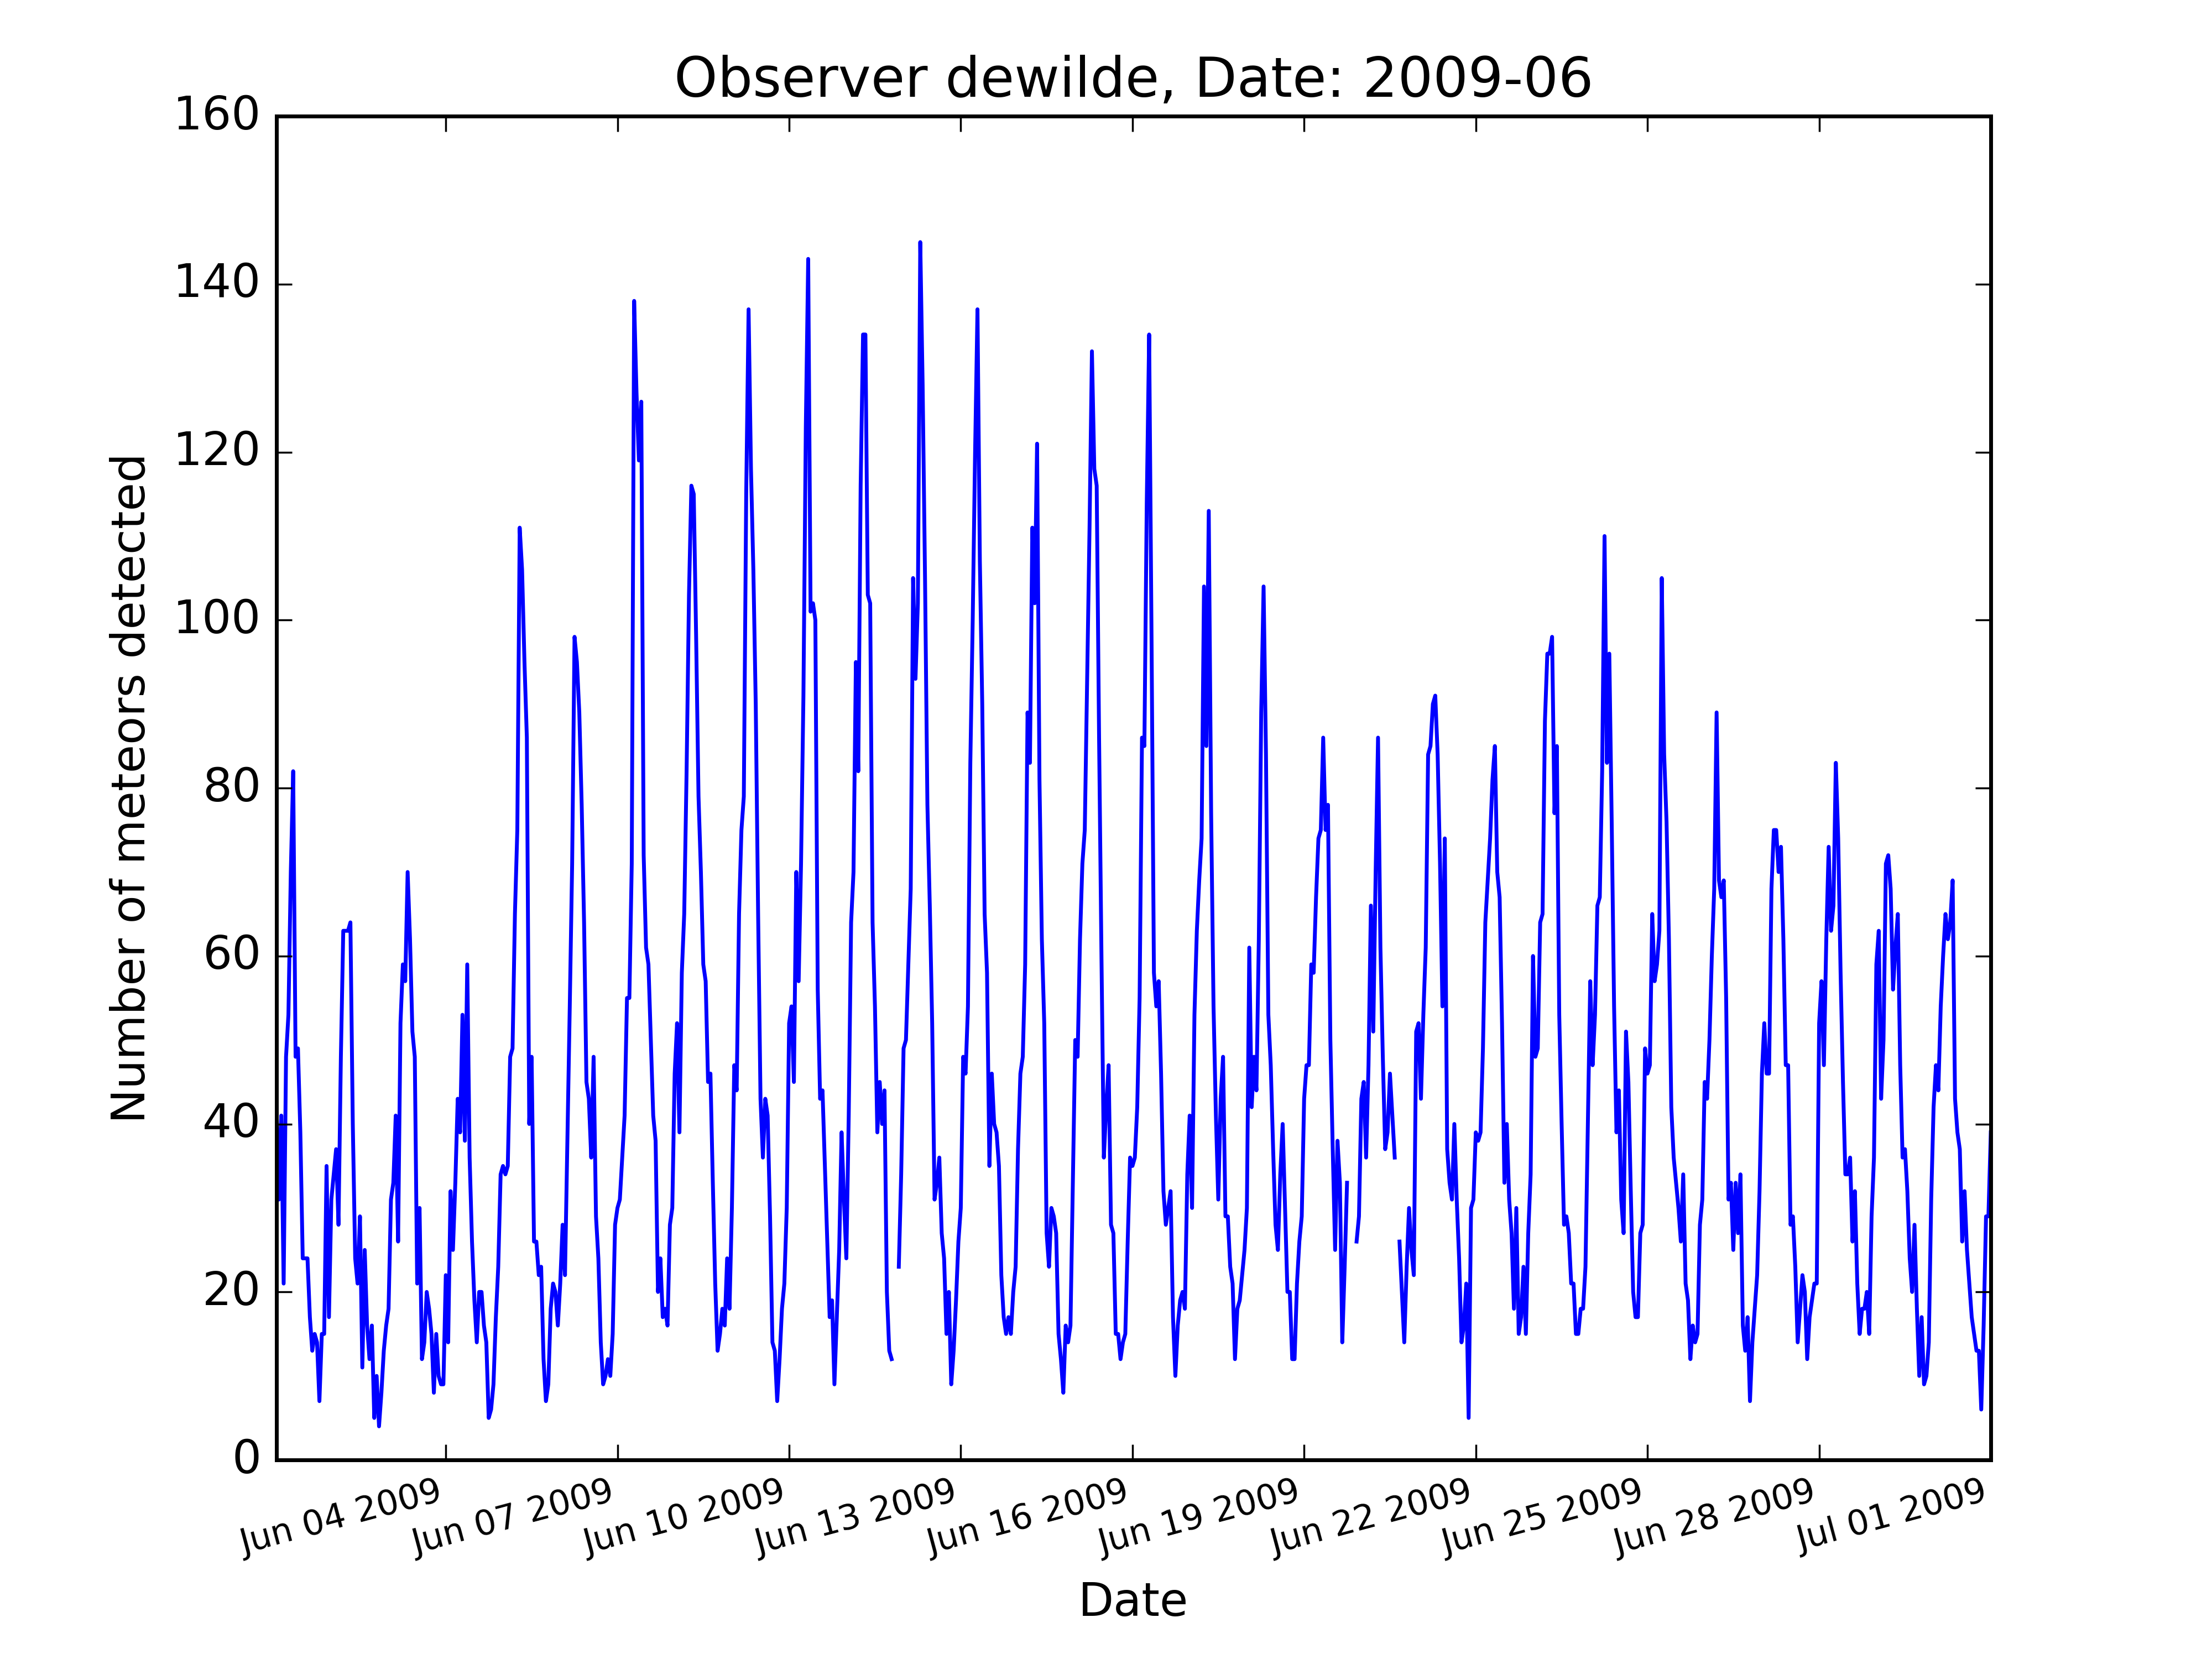 Observer dewilde, Date: 2009-06
160
140
120
100
80
60
40
20
0
Number of meteors detected
Jun 04 2009
Jun 07 2009
Jun 10 2009
Jun 13 2009
Jun 16 2009
Jun 19 2009
Jun 22 2009
Jun 25 2009
Jun 28 2009
Jul 01 2009
Date